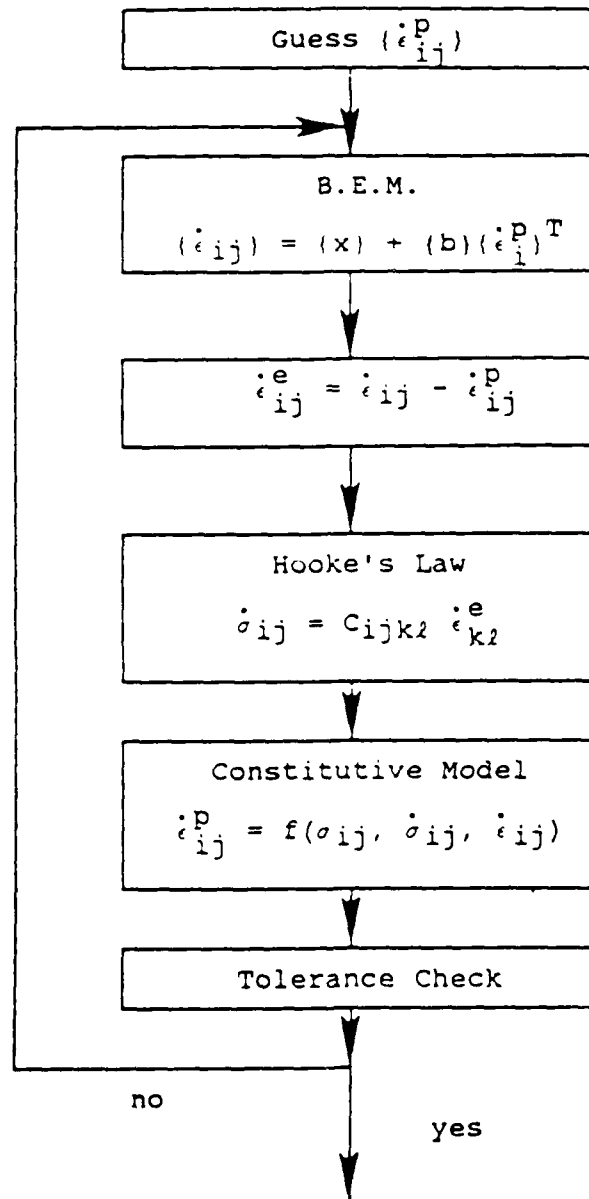 Guess {ε̇ᵖᵢⱼ}
B.E.M.
{ε̇ᵢⱼ} = {x} + {b}{ε̇ᵖᵢ}ᵀ
ε̇ᵉᵢⱼ = ε̇ᵢⱼ - ε̇ᵖᵢⱼ
Hooke's Law
σ̇ᵢⱼ = Cᵢⱼₖₗ ε̇ᵉₖₗ
Constitutive Model
ε̇ᵖᵢⱼ = f(σᵢⱼ, σ̇ᵢⱼ, ε̇ᵢⱼ)
Tolerance Check
no
yes